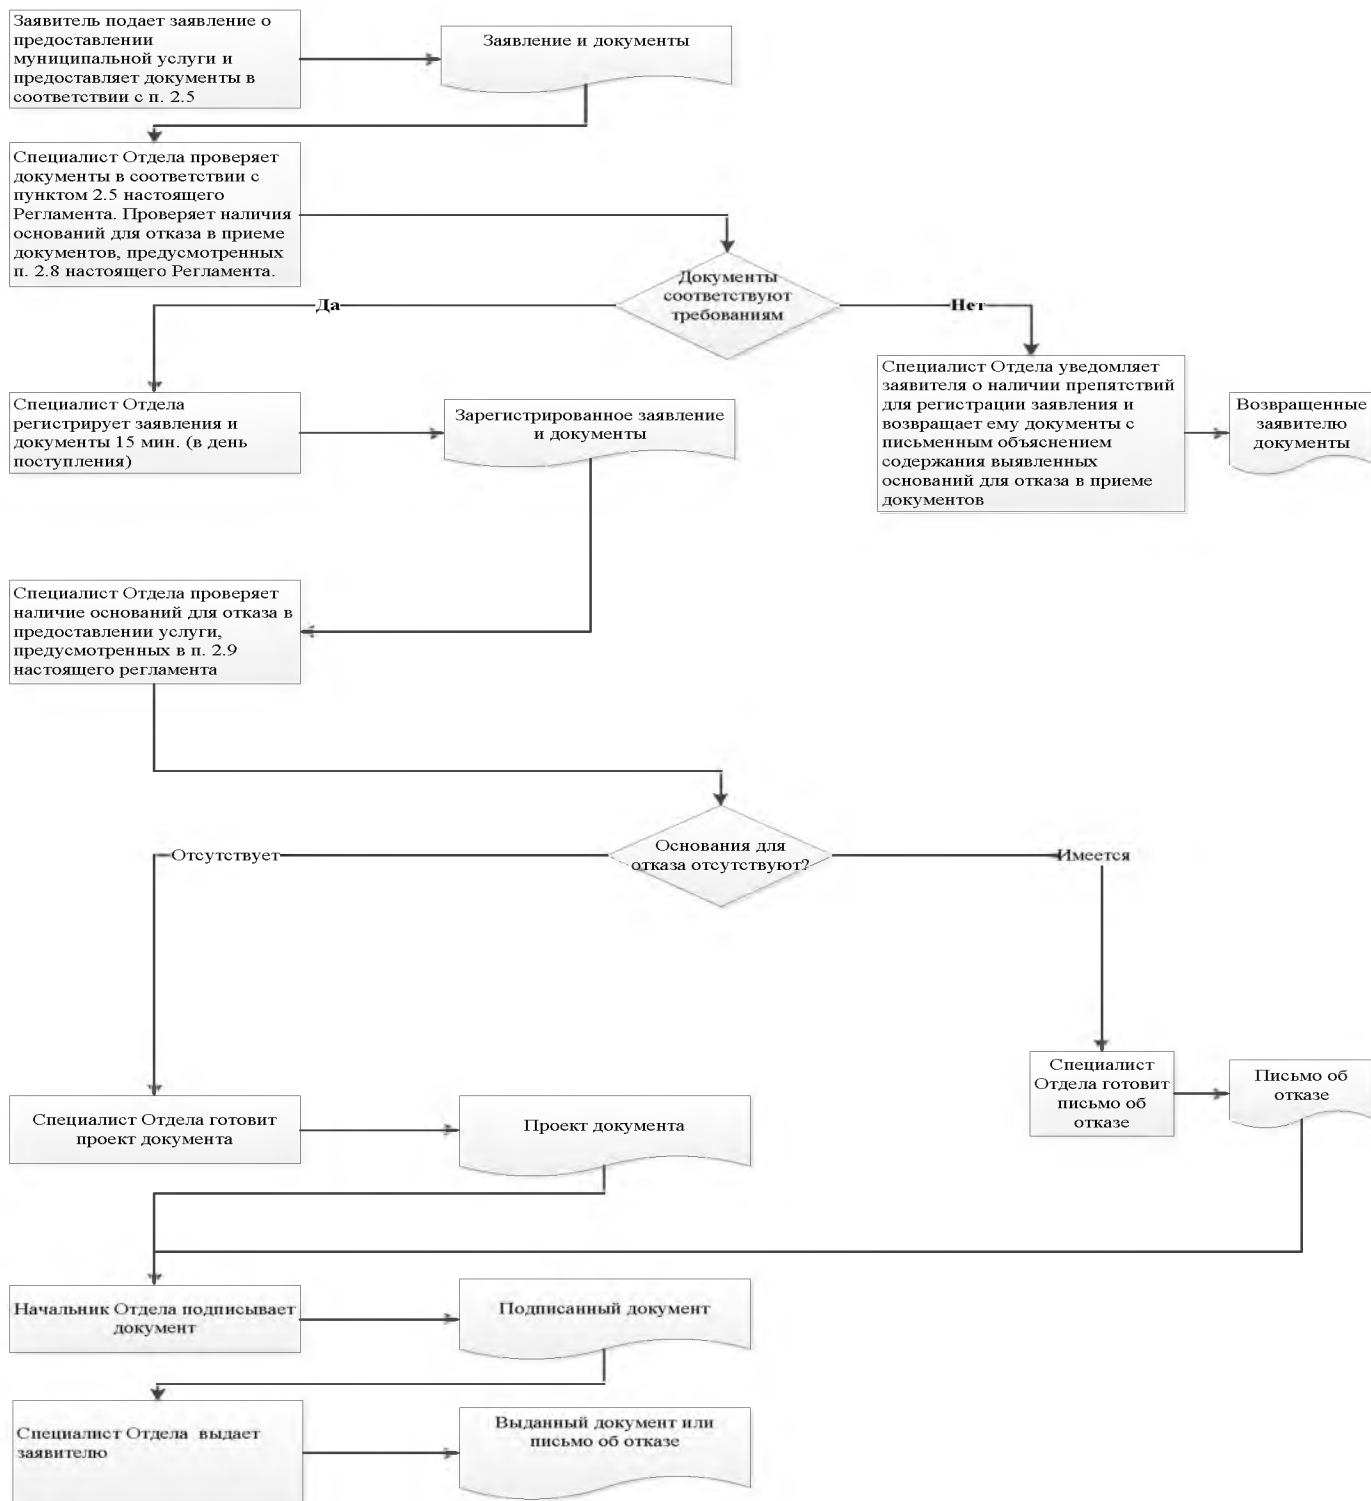 Заявитель подает заявление о
предоставлении
муниципальной услуги и
предоставляет документы в
соответствии с п. 2.5
Заявление и документы
Специалист Отдела проверяет
документы в соответствии с
пунктом 2.5 настоящего
Регламента. Проверяет наличия
оснований для отказа в приеме
документов, предусмотренных
п. 2.8 настоящего Регламента.
Документы
соответствуют
требованиям
Да
Нет
Специалист Отдела
регистрирует заявления и
документы 15 мин. (в день
поступления)
Зарегистрированное заявление
и документы
Специалист Отдела уведомляет
заявителя о наличии препятствий
для регистрации заявления и
возвращает ему документы с
письменным объяснением
содержания выявленных
оснований для отказа в приеме
документов
Возвращенные
заявителю
документы
Специалист Отдела проверяет
наличие оснований для отказа в
предоставлении услуги,
предусмотренных в п. 2.9
настоящего регламента
Основания для
отказа отсутствуют?
Отсутствует
Имеется
Специалист
Отдела готовит
письмо об
отказе
Письмо об
отказе
Специалист Отдела готовит
проект документа
Проект документа
Начальник Отдела подписывает
документ
Подписанный документ
Специалист Отдела  выдает
заявителю
Выданный документ или
письмо об отказе